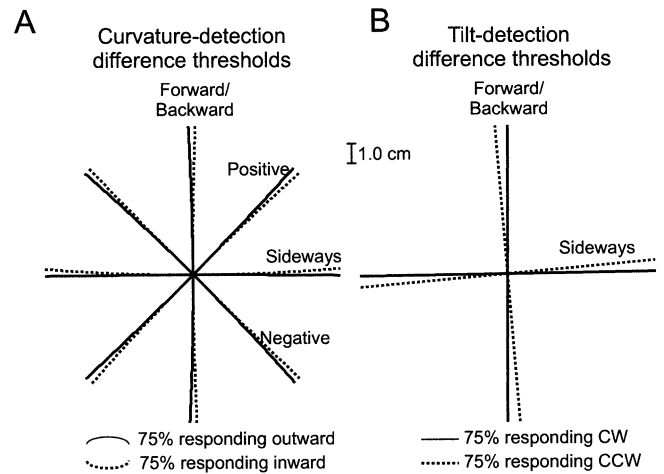 A
Curvature-detection
difference thresholds
Forward/
Backward
Positive
Sideways
Negative
75% responding outward
75% responding inward
B
Tilt-detection
difference thresholds
Forward/
Backward
1.0 cm
Sideways
75% responding CW
75% responding CCW